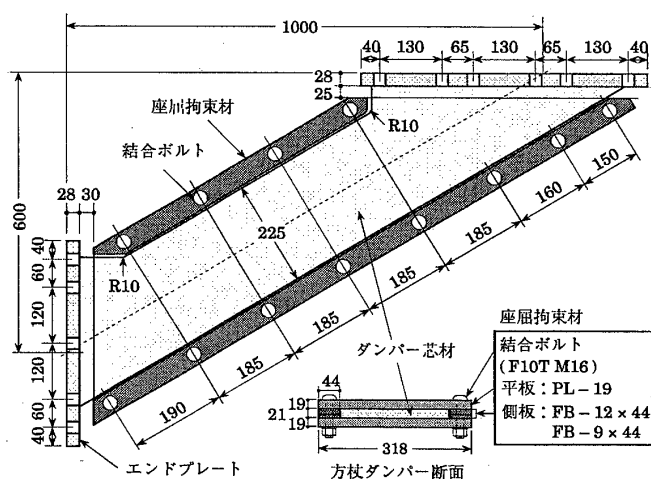 1000
40 130 65 130 65 130 40
28
25
座屈拘束材
R10
結合ボルト
28 30
600
40
60
120
120
60
40
R10
225
150
160
185
185
185
185
190
ダンパー芯材
エンドプレート
44
19
21
19
318
方杖ダンパー断面
座屈拘束材
結合ボルト
(F10T M16)
平板:PL-19
側板:FB-12×44
FB-9×44